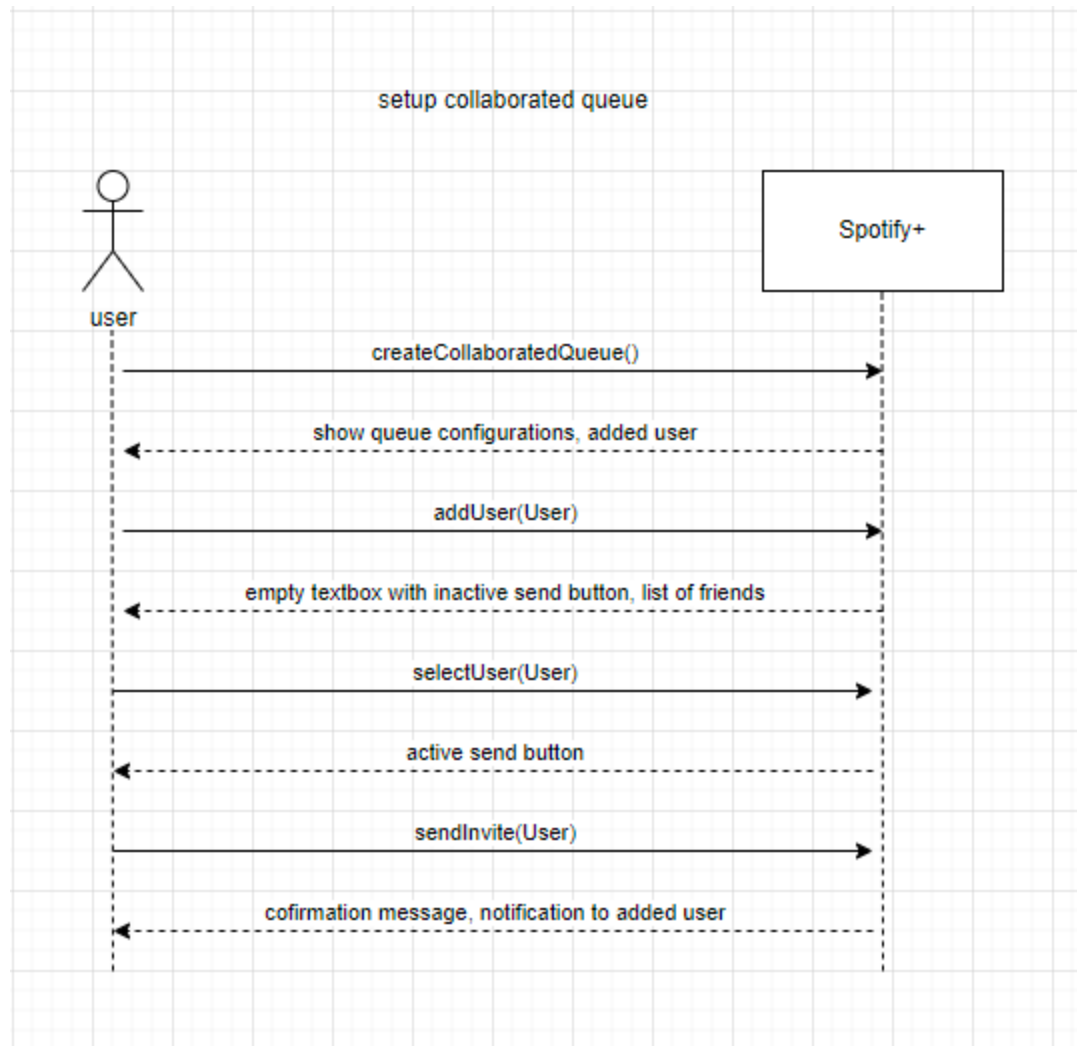 setup collaborated queue
user
Spotify+
createCollaboratedQueue()
show queue configurations, added user
addUser(User)
empty textbox with inactive send button, list of friends
selectUser(User)
active send button
sendInvite(User)
cofirmation message, notification to added user